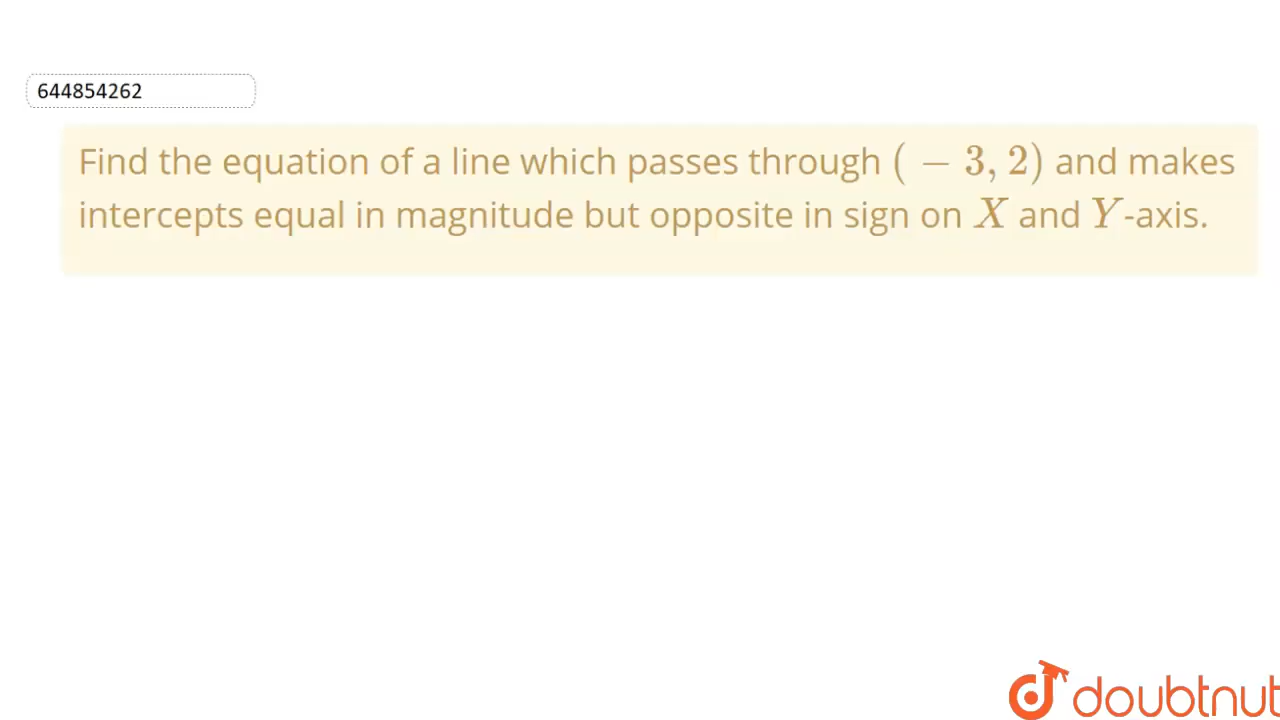 644854262
Find the equation of a line which passes through ( − 3, 2) and makes
intercepts equal in magnitude but opposite in sign on X and Y-axis.
doubtnut